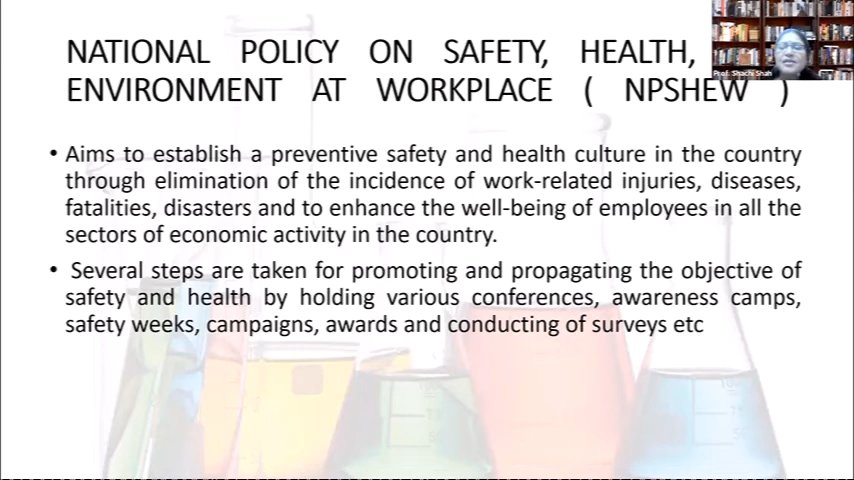 NATIONAL POLICY ON SAFETY, HEALTH,
ENVIRONMENT AT WORKPLACE ( NPSHEW )
Prof. Shachi Shah
• Aims to establish a preventive safety and health culture in the country
through elimination of the incidence of work-related injuries, diseases,
fatalities, disasters and to enhance the well-being of employees in all the
sectors of economic activity in the country.
• Several steps are taken for promoting and propagating the objective of
safety and health by holding various conferences, awareness camps,
safety weeks, campaigns, awards and conducting of surveys etc